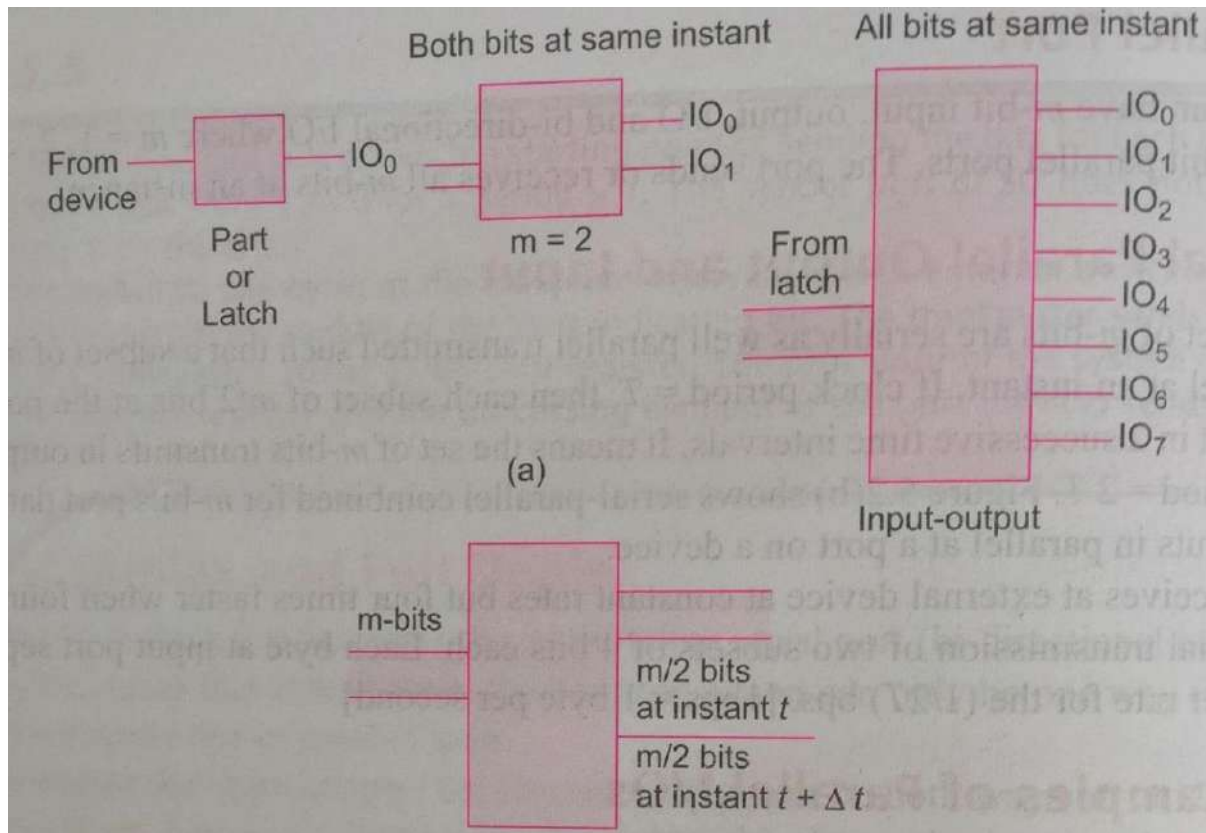 Both bits at same instant
All bits at same instant
From
device
IO0
Part
or
Latch
IO0
IO1
m = 2
From
latch
IO0
IO1
IO2
IO3
IO4
IO5
IO6
IO7
(a)
Input-output
m-bits
m/2 bits
at instant t
m/2 bits
at instant t + Δ t